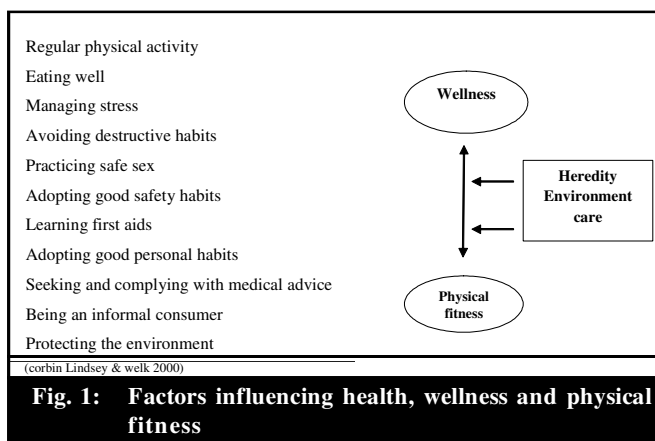 Regular physical activity
Eating well
Managing stress
Avoiding destructive habits
Practicing safe sex
Adopting good safety habits
Learning first aids
Adopting good personal habits
Seeking and complying with medical advice
Being an informal consumer
Protecting the environment
Wellness
Heredity
Environment
care
Physical
fitness
(corbin Lindsey & welk 2000)
Fig. 1: Factors influencing health, wellness and physical
fitness